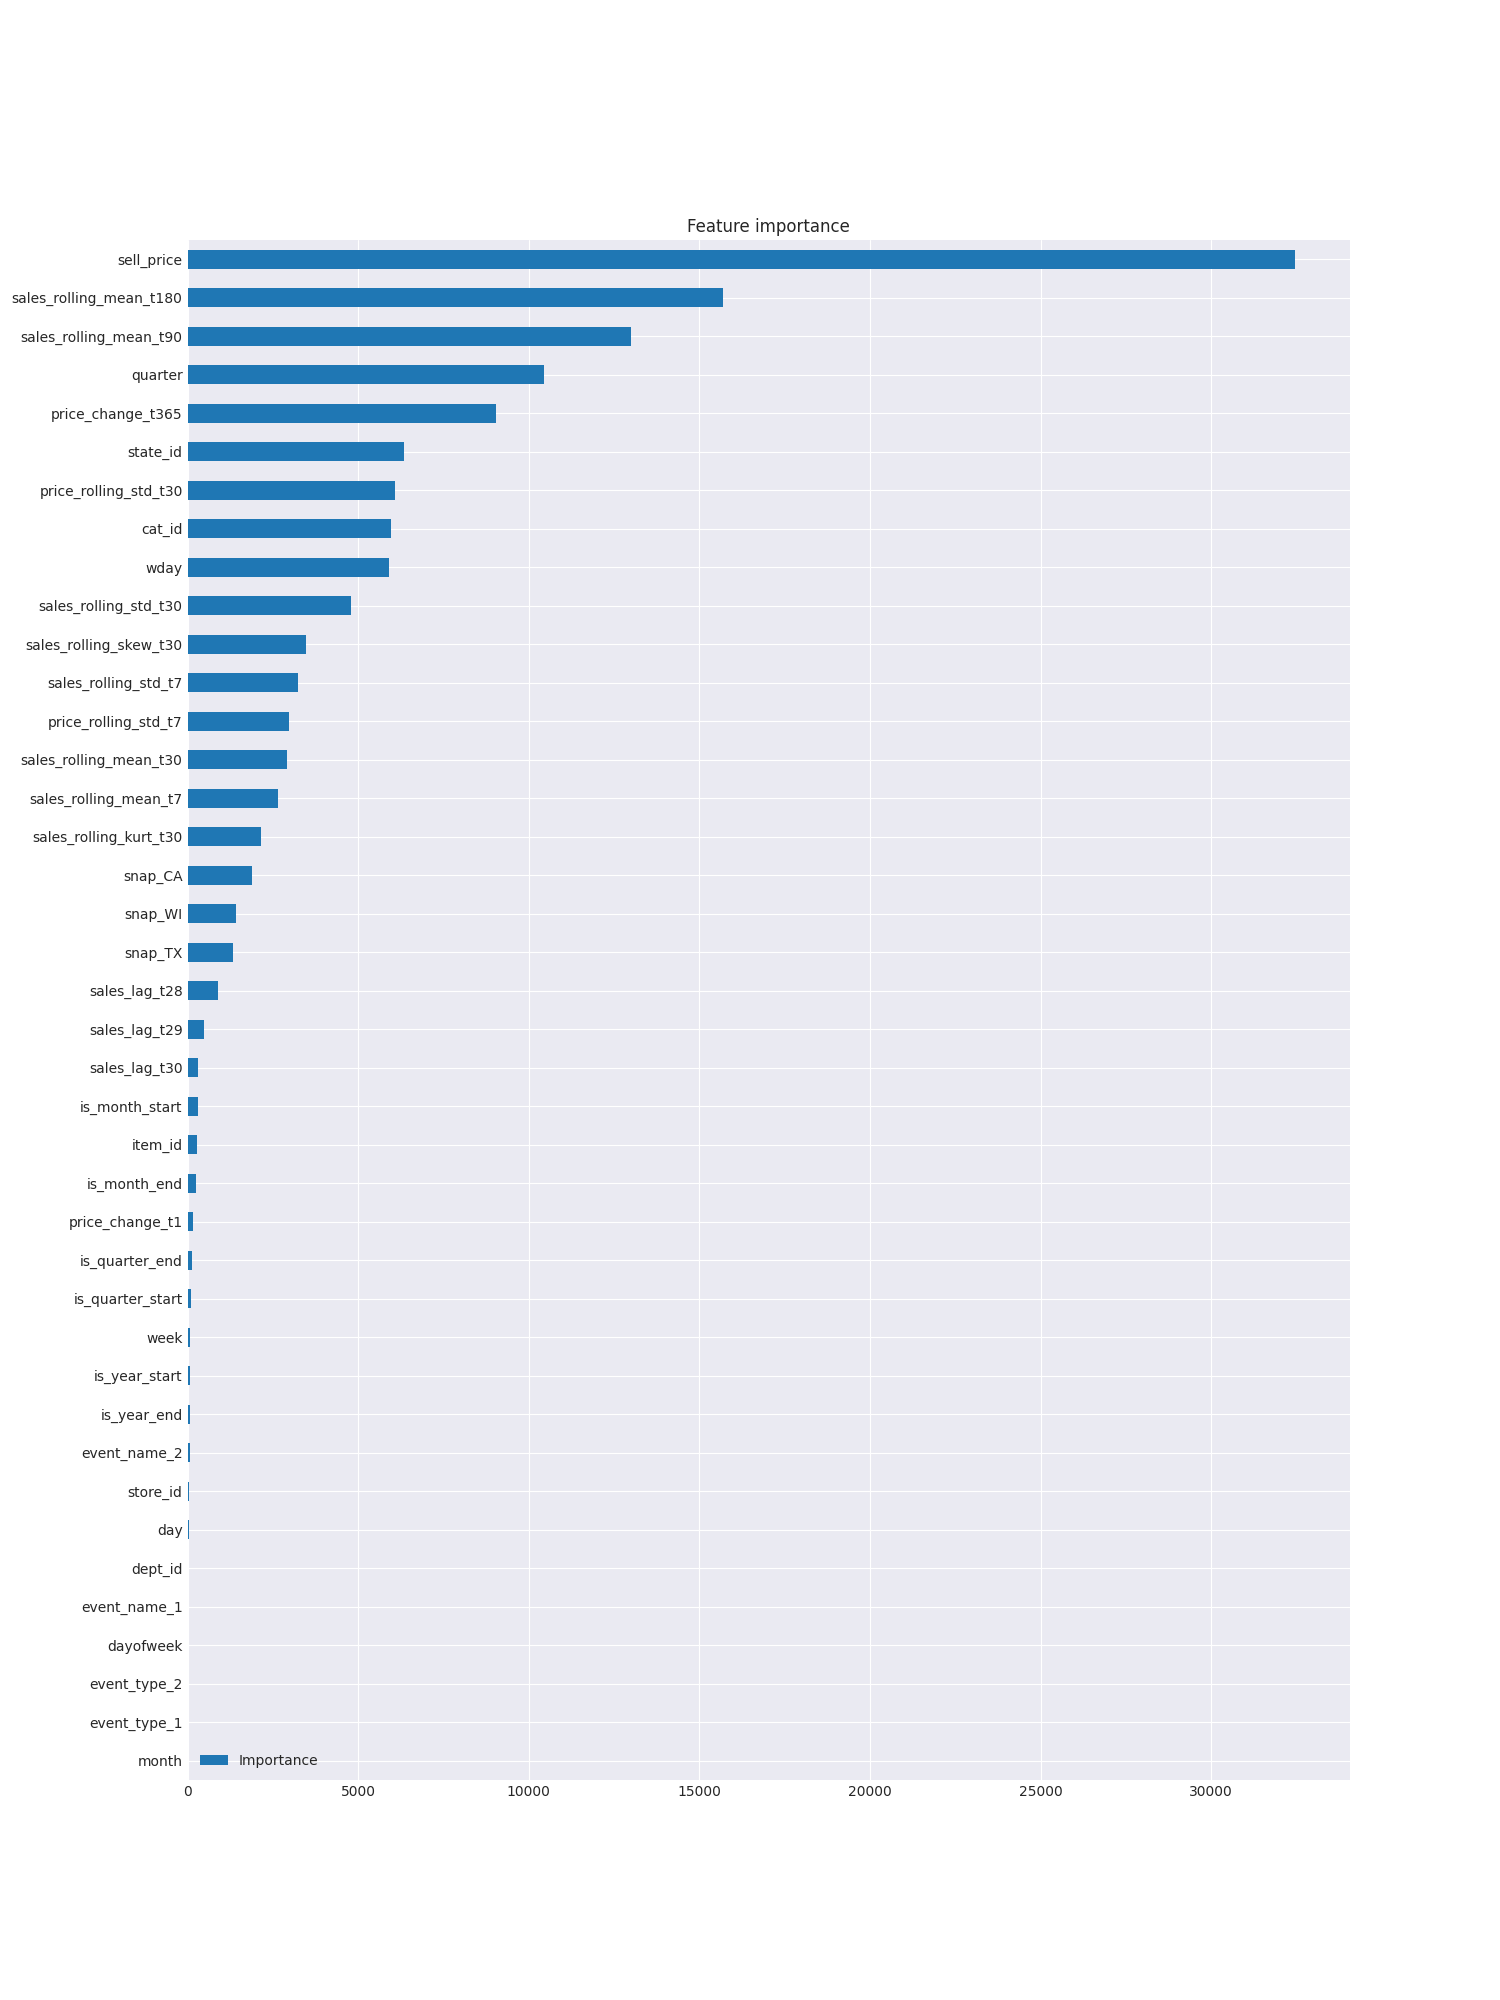 Feature importance
sell_price
sales_rolling_mean_t180
sales_rolling_mean_t90
quarter
price_change_t365
state_id
price_rolling_std_t30
cat_id
wday
sales_rolling_std_t30
sales_rolling_skew_t30
sales_rolling_std_t7
price_rolling_std_t7
sales_rolling_mean_t30
sales_rolling_mean_t7
sales_rolling_kurt_t30
snap_CA
snap_WI
snap_TX
sales_lag_t28
sales_lag_t29
sales_lag_t30
is_month_start
item_id
is_month_end
price_change_t1
is_quarter_end
is_quarter_start
week
is_year_start
is_year_end
event_name_2
store_id
day
dept_id
event_name_1
dayofweek
event_type_2
event_type_1
month Importance
0 5000 10000 15000 20000 25000 30000